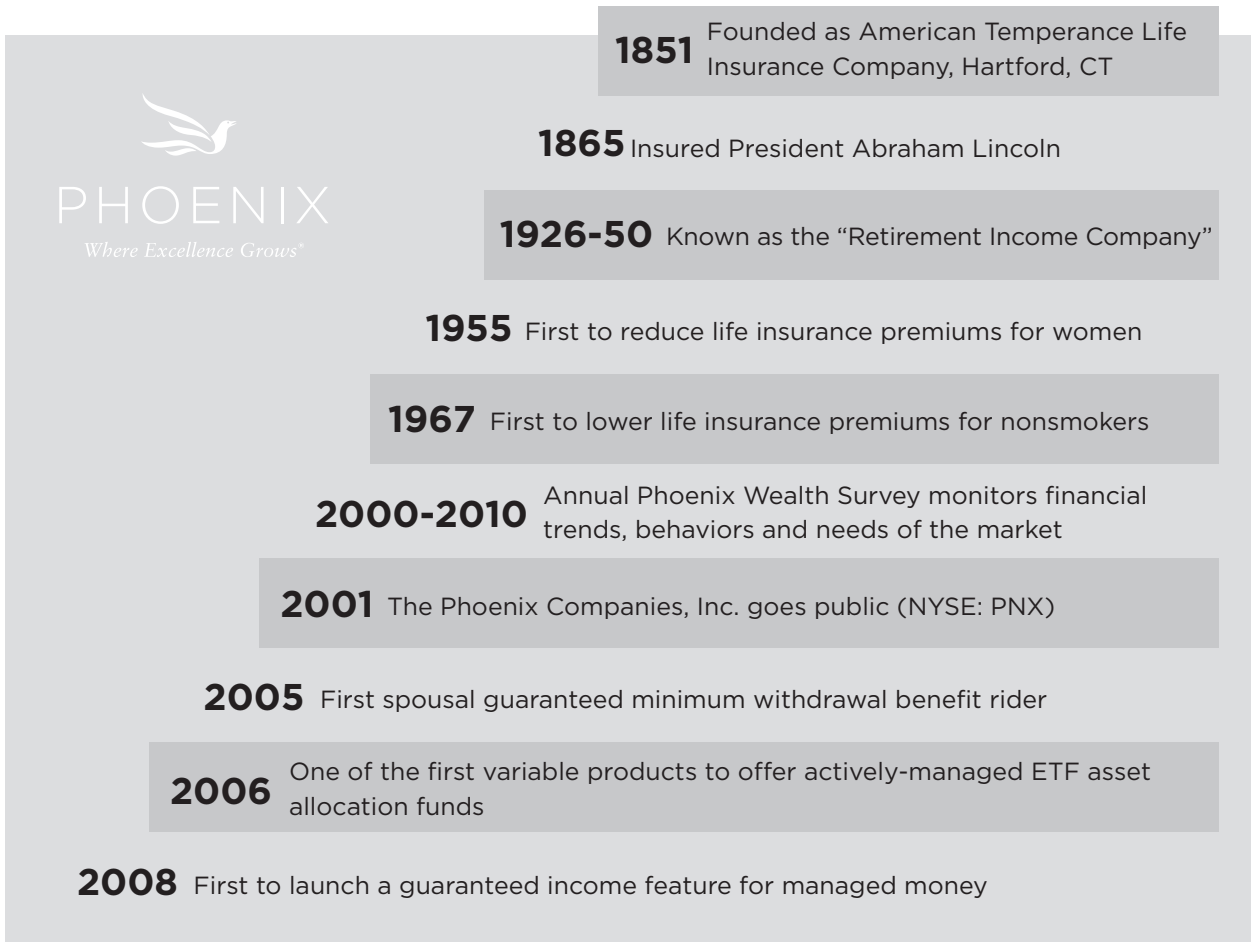 1851 Founded as American Temperance Life
Insurance Company, Hartford, CT
PHOENIX
Where Excellence Grows®
1865 Insured President Abraham Lincoln
1926-50 Known as the “Retirement Income Company”
1955 First to reduce life insurance premiums for women
1967 First to lower life insurance premiums for nonsmokers
2000-2010 Annual Phoenix Wealth Survey monitors financial
trends, behaviors and needs of the market
2001 The Phoenix Companies, Inc. goes public (NYSE: PNX)
2005 First spousal guaranteed minimum withdrawal benefit rider
2006 One of the first variable products to offer actively-managed ETF asset
allocation funds
2008 First to launch a guaranteed income feature for managed money